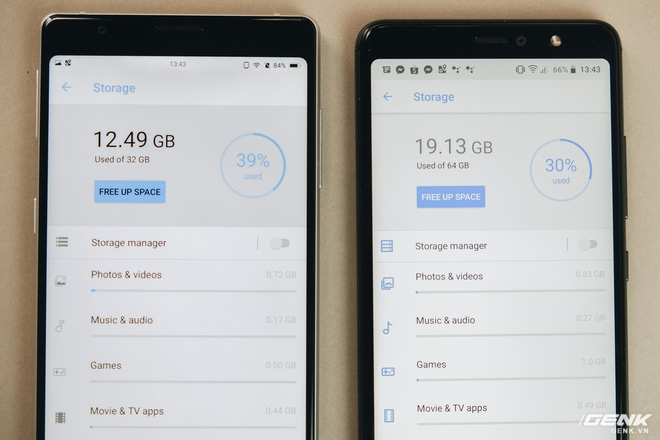 13:43
84%
Storage
12.49 GB
Used of 32 GB
39%
used
FREE UP SPACE
Storage manager
Photos & videos
0.72 GB
Music & audio
0.17 GB
Games
0.00 GB
Movie & TV apps
0.44 GB
66%
13:43
Storage
19.13 GB
Used of 64 GB
30%
used
FREE UP SPACE
Storage manager
Photos & videos
0.83 GB
Music & audio
0.27 GB
Games
1.0 GB
Movie & TV apps
0.49 GB
GENK
GENK.VN